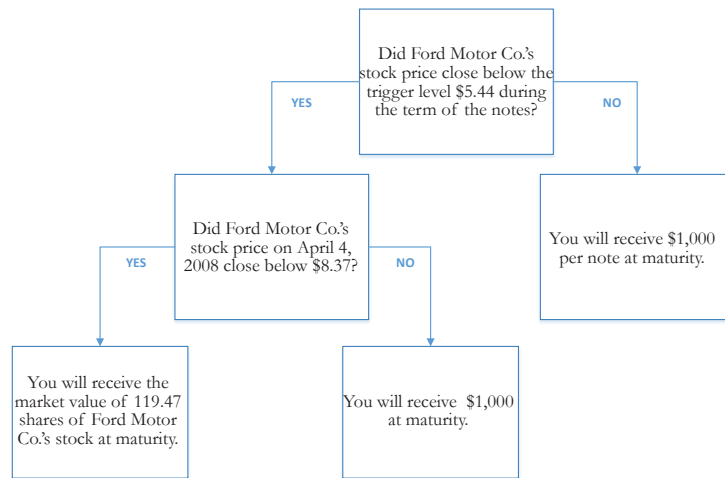 Did Ford Motor Co.'s
stock price close below the
trigger level $5.44 during
the term of the notes?
YES
NO
Did Ford Motor Co.'s
stock price on April 4,
2008 close below $8.37?
You will receive $1,000
per note at maturity.
YES
NO
You will receive the
market value of 119.47
shares of Ford Motor
Co.'s stock at maturity.
You will receive $1,000
at maturity.